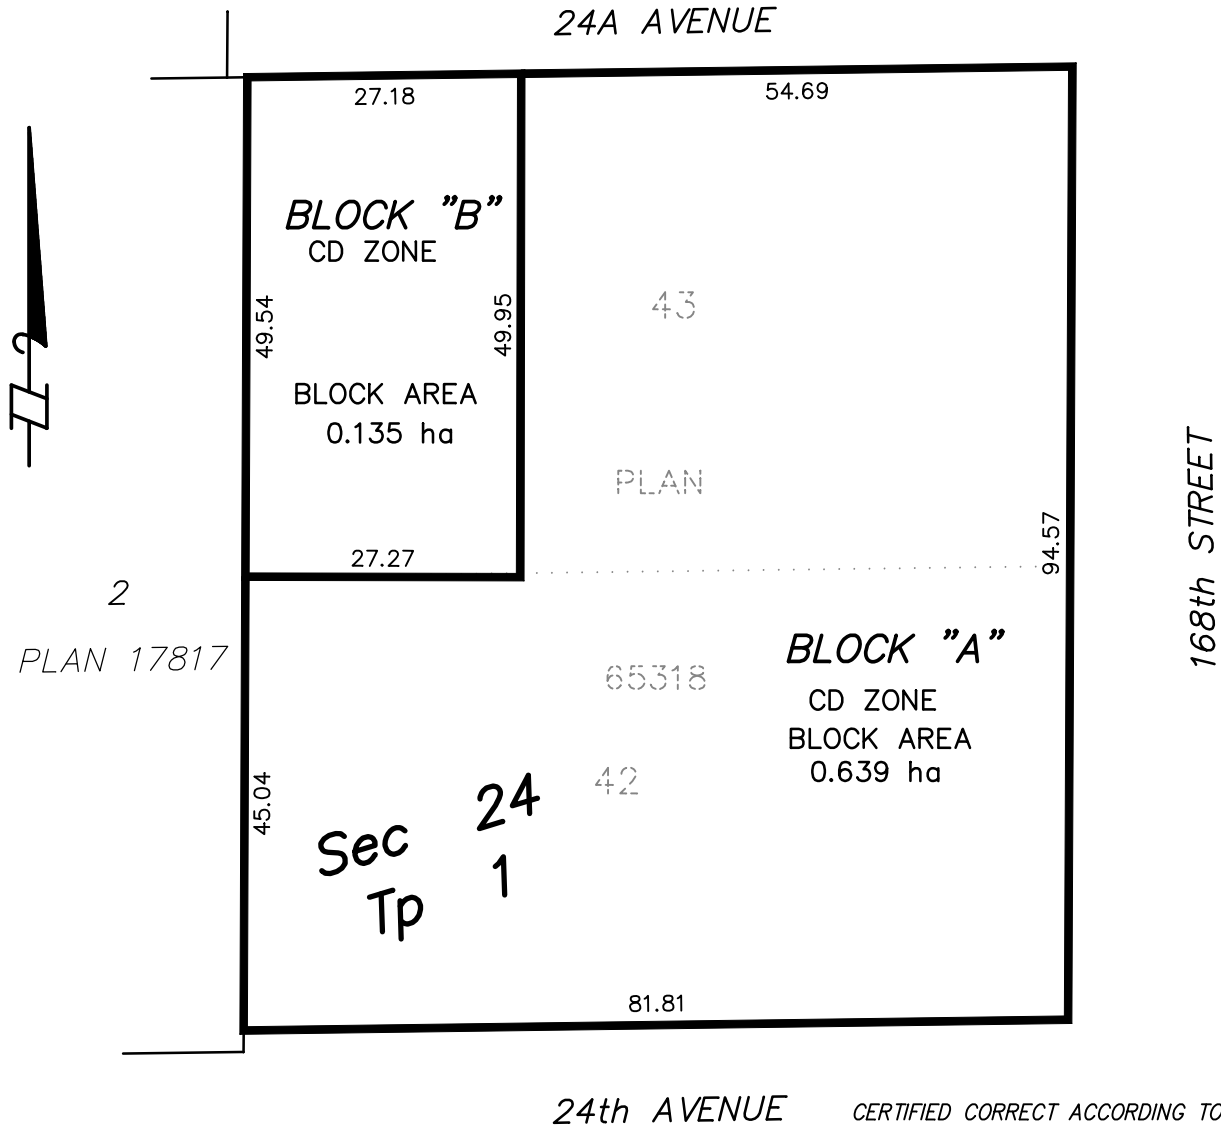 24A AVENUE
27.18
54.69
BLOCK "B"
CD ZONE
49.54
49.95
43
BLOCK AREA
0.135 ha
PLAN
168th STREET
94.57
27.27
2
PLAN 17817
BLOCK "A"
65318
CD ZONE
BLOCK AREA
0.639 ha
42
45.04
Sec 24
Tp 1
81.81
24th AVENUE
CERTIFIED CORRECT ACCORDING TO